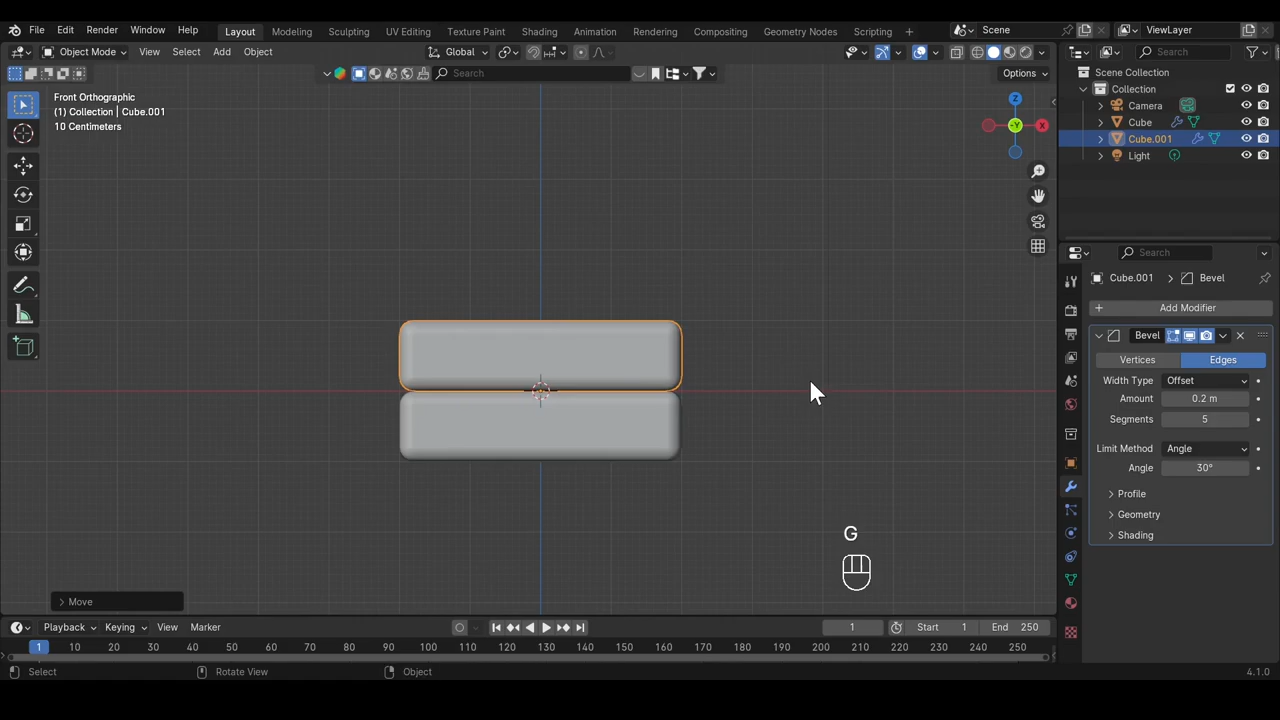 File Edit Render Window Help Layout Modeling Sculpting UV Editing Texture Paint Shading Animation Rendering Compositing Geometry Nodes Scripting + Scene ViewLayer
Object Mode View Select Add Object Global Search
Search Options
Front Orthographic
(1) Collection | Cube.001
10 Centimeters
Z
-Y
X
Scene Collection
Collection
Camera
Cube
Cube.001
Light
Search
Cube.001 Bevel
+ Add Modifier
Bevel
Vertices Edges
Width Type Offset
Amount 0.2 m
Segments 5
Limit Method Angle
Angle 30°
Profile
Geometry
Shading
G
Move
Playback Keying View Marker 1 Start 1 End 250
1 10 20 30 40 50 60 70 80 90 100 110 120 130 140 150 160 170 180 190 200 210 220 230 240 250
Select Rotate View Object 4.1.0